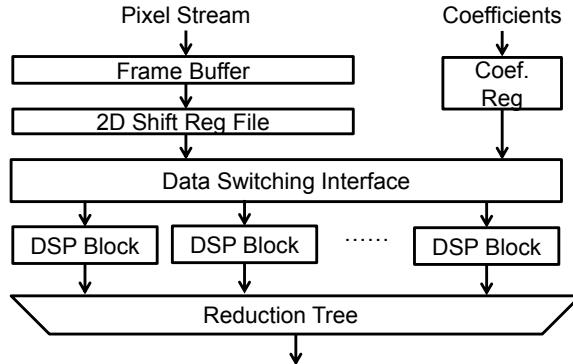 Pixel Stream
Coefficients
Frame Buffer
Coef.
Reg
2D Shift Reg File
Data Switching Interface
DSP Block
DSP Block
......
DSP Block
Reduction Tree